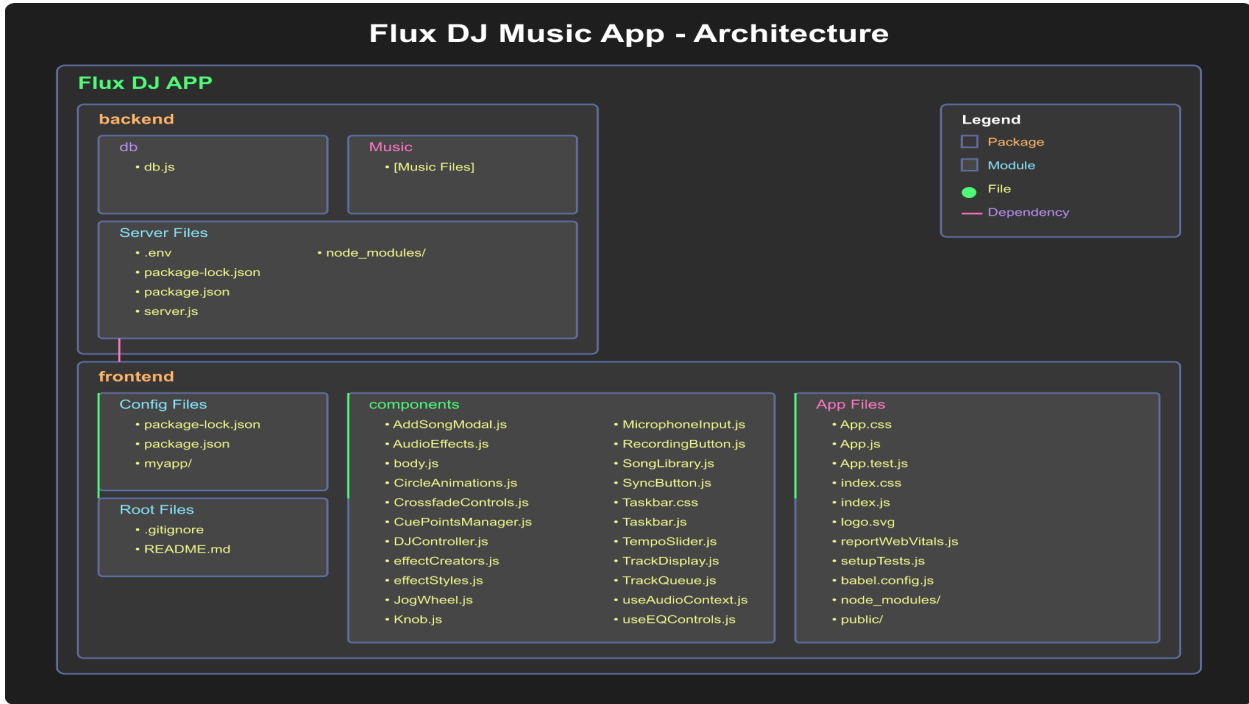 Flux DJ Music App - Architecture
Flux DJ APP
backend
db
• db.js
Music
• [Music Files]
Server Files
• .env
• package-lock.json
• package.json
• server.js
• node_modules/
Legend
Package
Module
File
Dependency
frontend
Config Files
• package-lock.json
• package.json
• myapp/
Root Files
• .gitignore
• README.md
components
• AddSongModal.js
• AudioEffects.js
• body.js
• CircleAnimations.js
• CrossfadeControls.js
• CuePointsManager.js
• DJController.js
• effectCreators.js
• effectStyles.js
• JogWheel.js
• Knob.js
• MicrophoneInput.js
• RecordingButton.js
• SongLibrary.js
• SyncButton.js
• Taskbar.css
• Taskbar.js
• TempoSlider.js
• TrackDisplay.js
• TrackQueue.js
• useAudioContext.js
• useEQControls.js
App Files
• App.css
• App.js
• App.test.js
• index.css
• index.js
• logo.svg
• reportWebVitals.js
• setupTests.js
• babel.config.js
• node_modules/
• public/